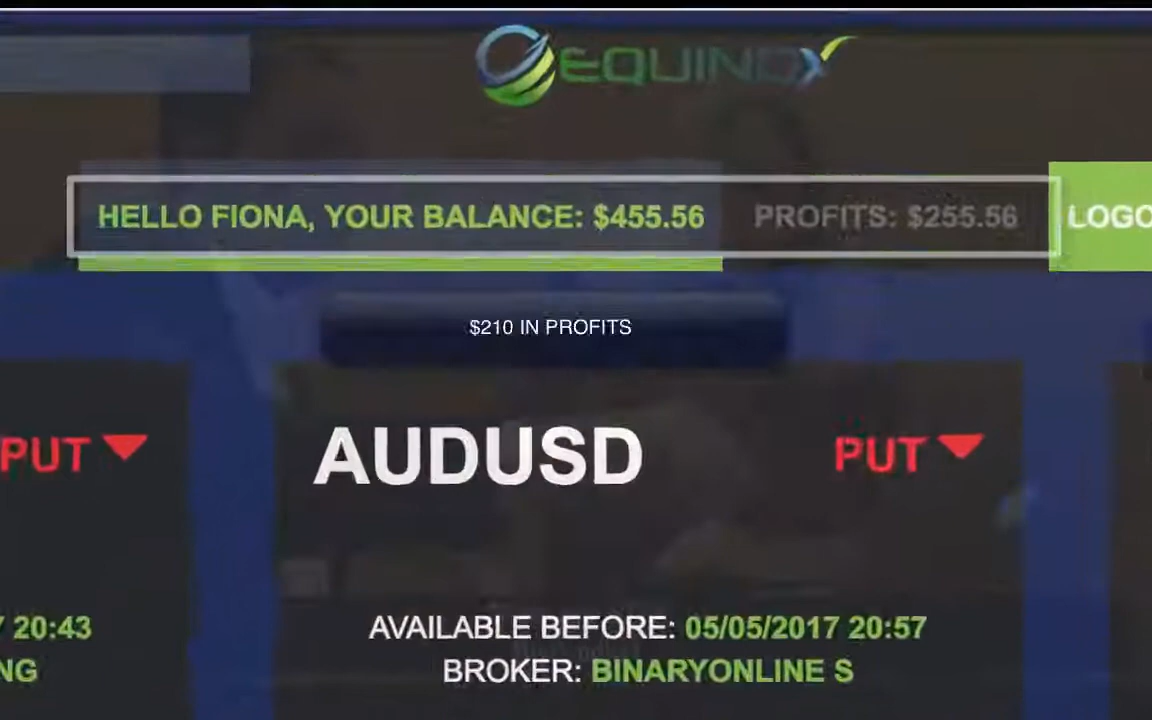 EQUINOX
HELLO FIONA, YOUR BALANCE: $455.56
PROFITS: $255.56
LOGO
$210 IN PROFITS
PUT
AUDUSD
PUT
20:43
AVAILABLE BEFORE: 05/05/2017 20:57
NG
BROKER: BINARYONLINE S